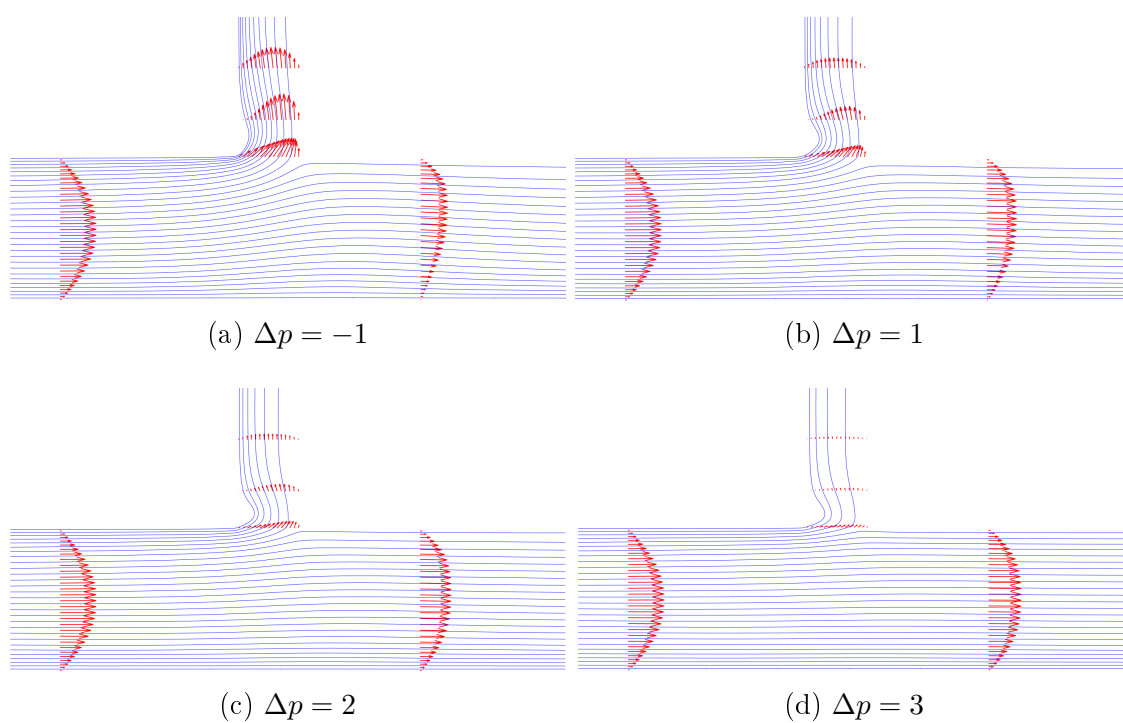 (a) Δp = −1
(b) Δp = 1
(c) Δp = 2
(d) Δp = 3